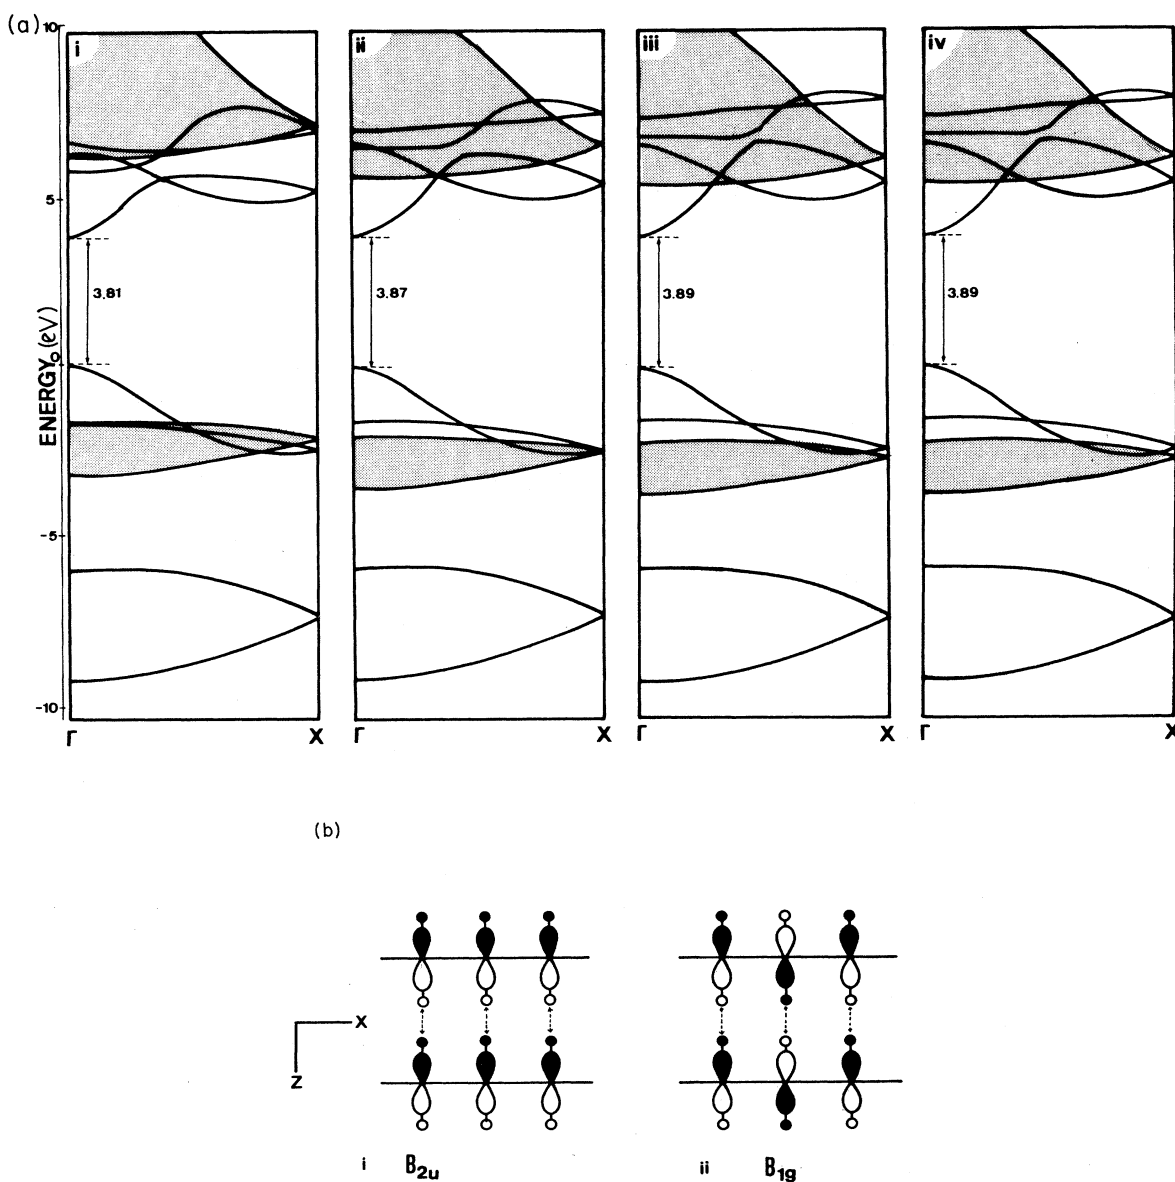 (a)
10
5
0
-5
-10
ENERGY (eV)
i
ii
iii
iv
3.81
3.87
3.89
3.89
Γ X
Γ X
Γ X
Γ X
(b)
X
Z
i B2u
ii B1g